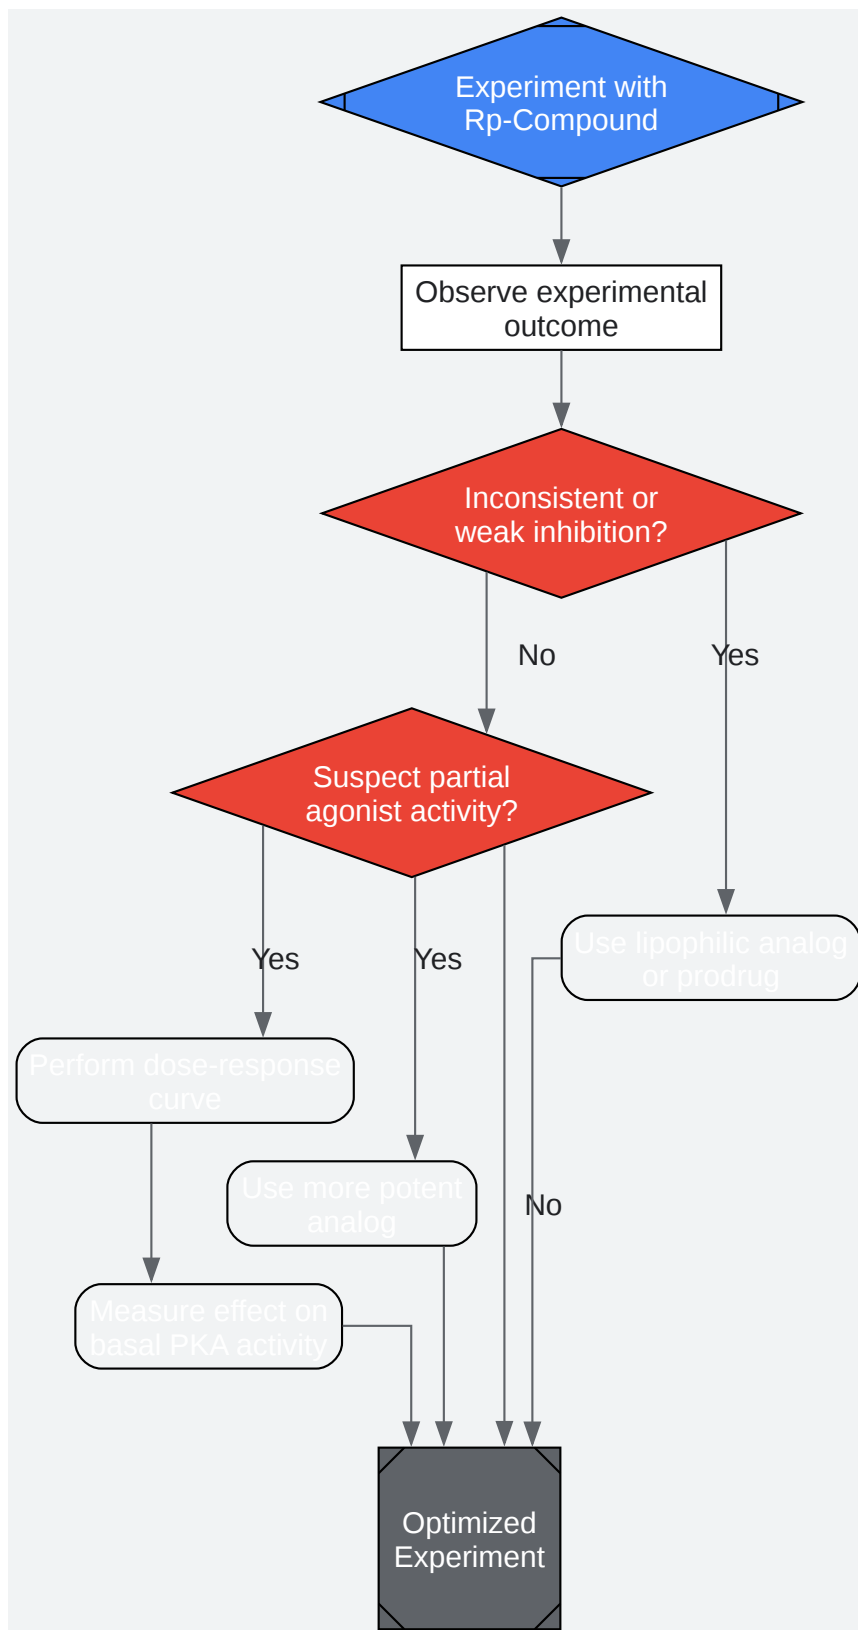 Experiment with
Rp-Compound
Observe experimental
outcome
Inconsistent or
weak inhibition?
No
Yes
Suspect partial
agonist activity?
Use lipophilic analog
or prodrug
Yes
Yes
Perform dose-response
curve
Use more potent
analog
No
Measure effect on
basal PKA activity
Optimized
Experiment